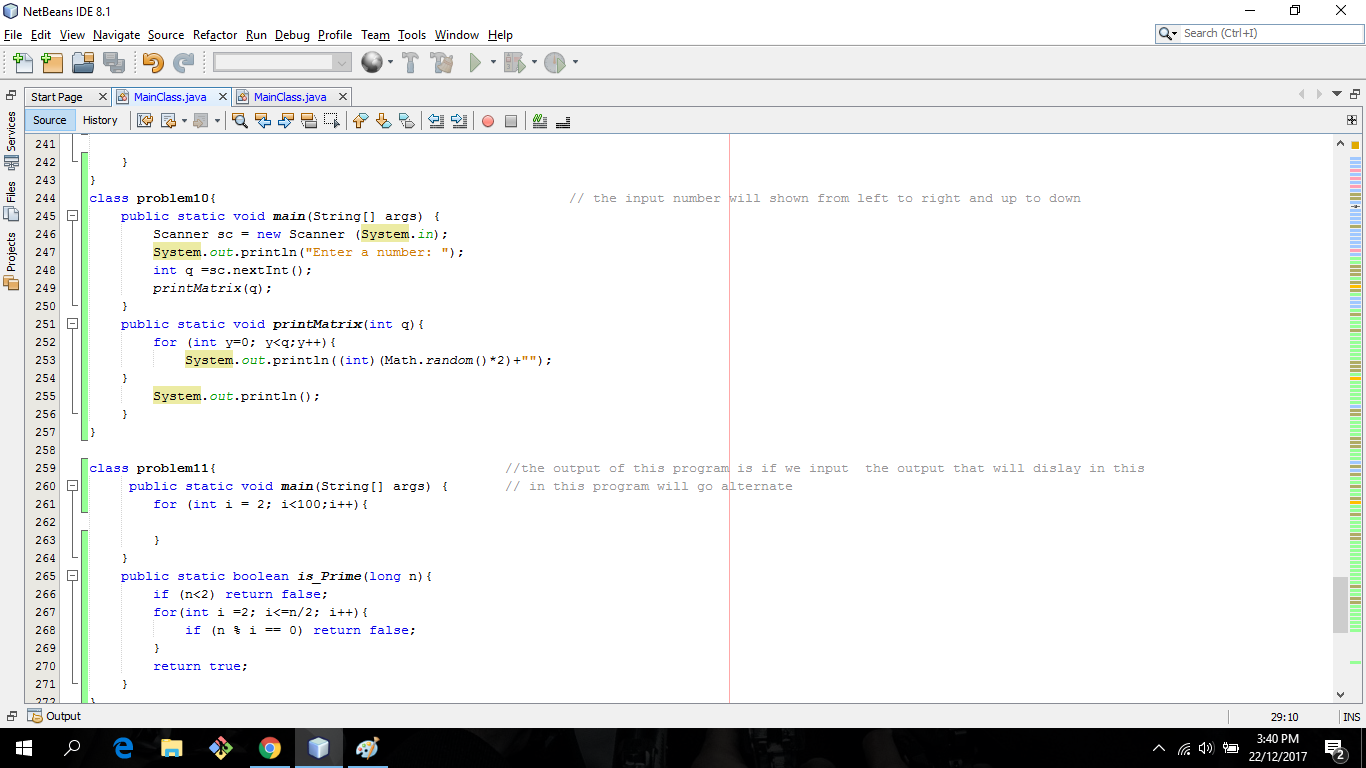 NetBeans IDE 8.1
File Edit View Navigate Source Refactor Run Debug Profile Team Tools Window Help
Search (Ctrl+I)
Start Page MainClass.java MainClass.java
Source History
Services
Files
Projects
241
242 }
243 }
244 class problem10{ // the input number will shown from left to right and up to down
245 public static void main(String[] args) {
246 Scanner sc = new Scanner (System.in);
247 System.out.println("Enter a number: ");
248 int q =sc.nextInt();
249 printMatrix(q);
250 }
251 public static void printMatrix(int q){
252 for (int y=0; y<q;y++){
253 System.out.println((int)(Math.random()*2)+"");
254 }
255 System.out.println();
256 }
257 }
258
259 class problem11{ //the output of this program is if we input  the output that will dislay in this
260 public static void main(String[] args) { // in this program will go alternate
261 for (int i = 2; i<100;i++){
262
263 }
264 }
265 public static boolean is_Prime(long n){
266 if (n<2) return false;
267 for(int i =2; i<=n/2; i++){
268 if (n % i == 0) return false;
269 }
270 return true;
271 }
272 }
Output
29:10 INS
3:40 PM
22/12/2017
2